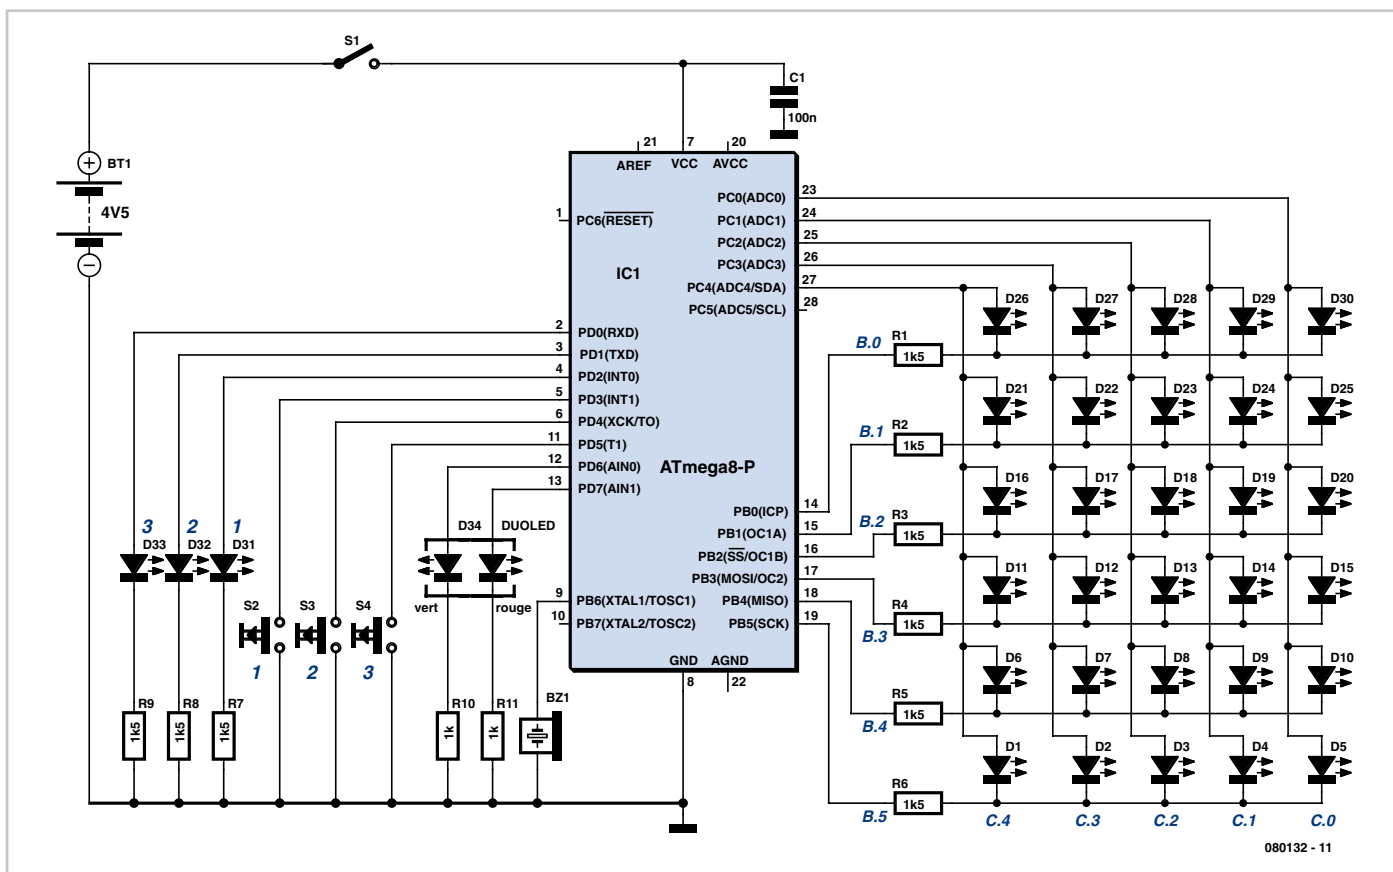 S1
C1
100n
BT1
4V5
21
7
20
AREF
VCC
AVCC
1
PC6(RESET)
IC1
ATmega8-P
PC0(ADC0)
23
PC1(ADC1)
24
PC2(ADC2)
25
PC3(ADC3)
26
PC4(ADC4/SDA)
27
PC5(ADC5/SCL)
28
2
PD0(RXD)
3
PD1(TXD)
4
PD2(INT0)
5
PD3(INT1)
6
PD4(XCK/TO)
11
PD5(T1)
12
PD6(AIN0)
13
PD7(AIN1)
PB0(ICP)
14
PB1(OC1A)
15
PB2(SS/OC1B)
16
PB3(MOSI/OC2)
17
PB4(MISO)
18
PB5(SCK)
19
9
PB6(XTAL1/TOSC1)
10
PB7(XTAL2/TOSC2)
GND
AGND
8
22
3
2
1
D33
D32
D31
D34
DUOLED
vert
rouge
S2
S3
S4
1
2
3
R9
1k5
R8
1k5
R7
1k5
R10
1k
R11
1k
BZ1
D26
D27
D28
D29
D30
B.0
R1
1k5
D21
D22
D23
D24
D25
B.1
R2
1k5
D16
D17
D18
D19
D20
B.2
R3
1k5
D11
D12
D13
D14
D15
B.3
R4
1k5
D6
D7
D8
D9
D10
B.4
R5
1k5
D1
D2
D3
D4
D5
B.5
R6
1k5
C.4
C.3
C.2
C.1
C.0
080132 - 11